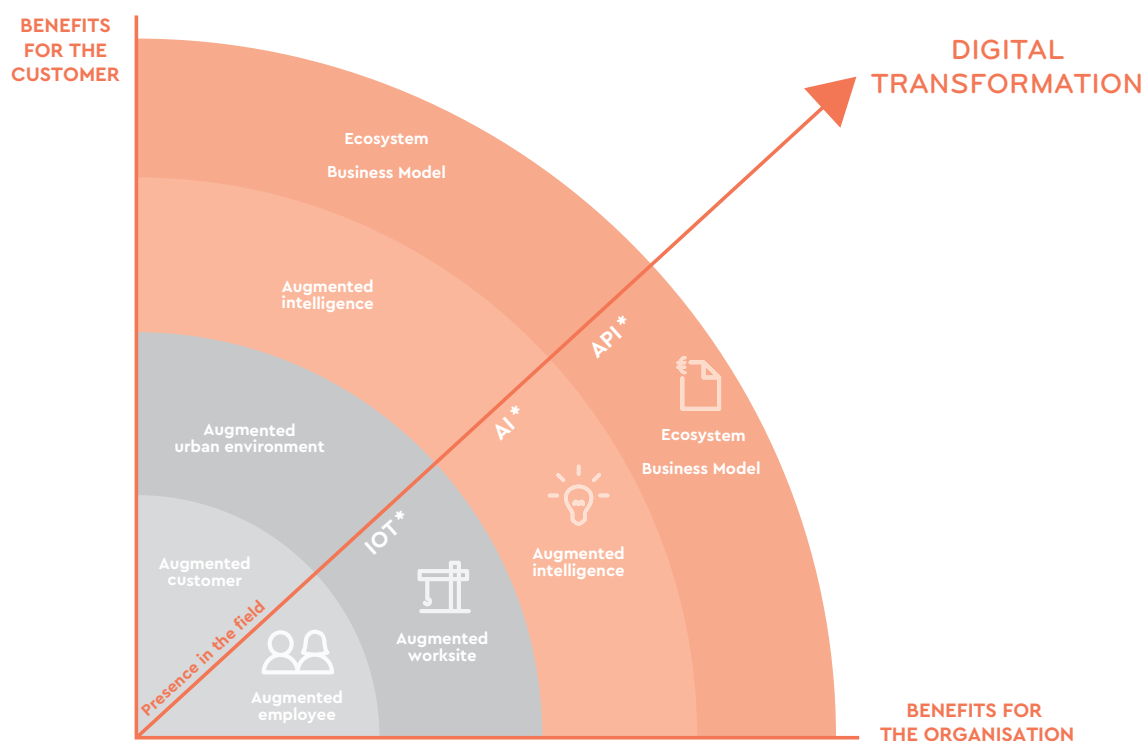 BENEFITS
FOR THE
CUSTOMER
DIGITAL
TRANSFORMATION
Ecosystem
Business Model
Augmented
intelligence
API*
AI*
Ecosystem
Business Model
Augmented
urban environment
IOT*
Augmented
intelligence
Augmented
customer
Presence in the field
Augmented
worksite
Augmented
employee
BENEFITS FOR
THE ORGANISATION